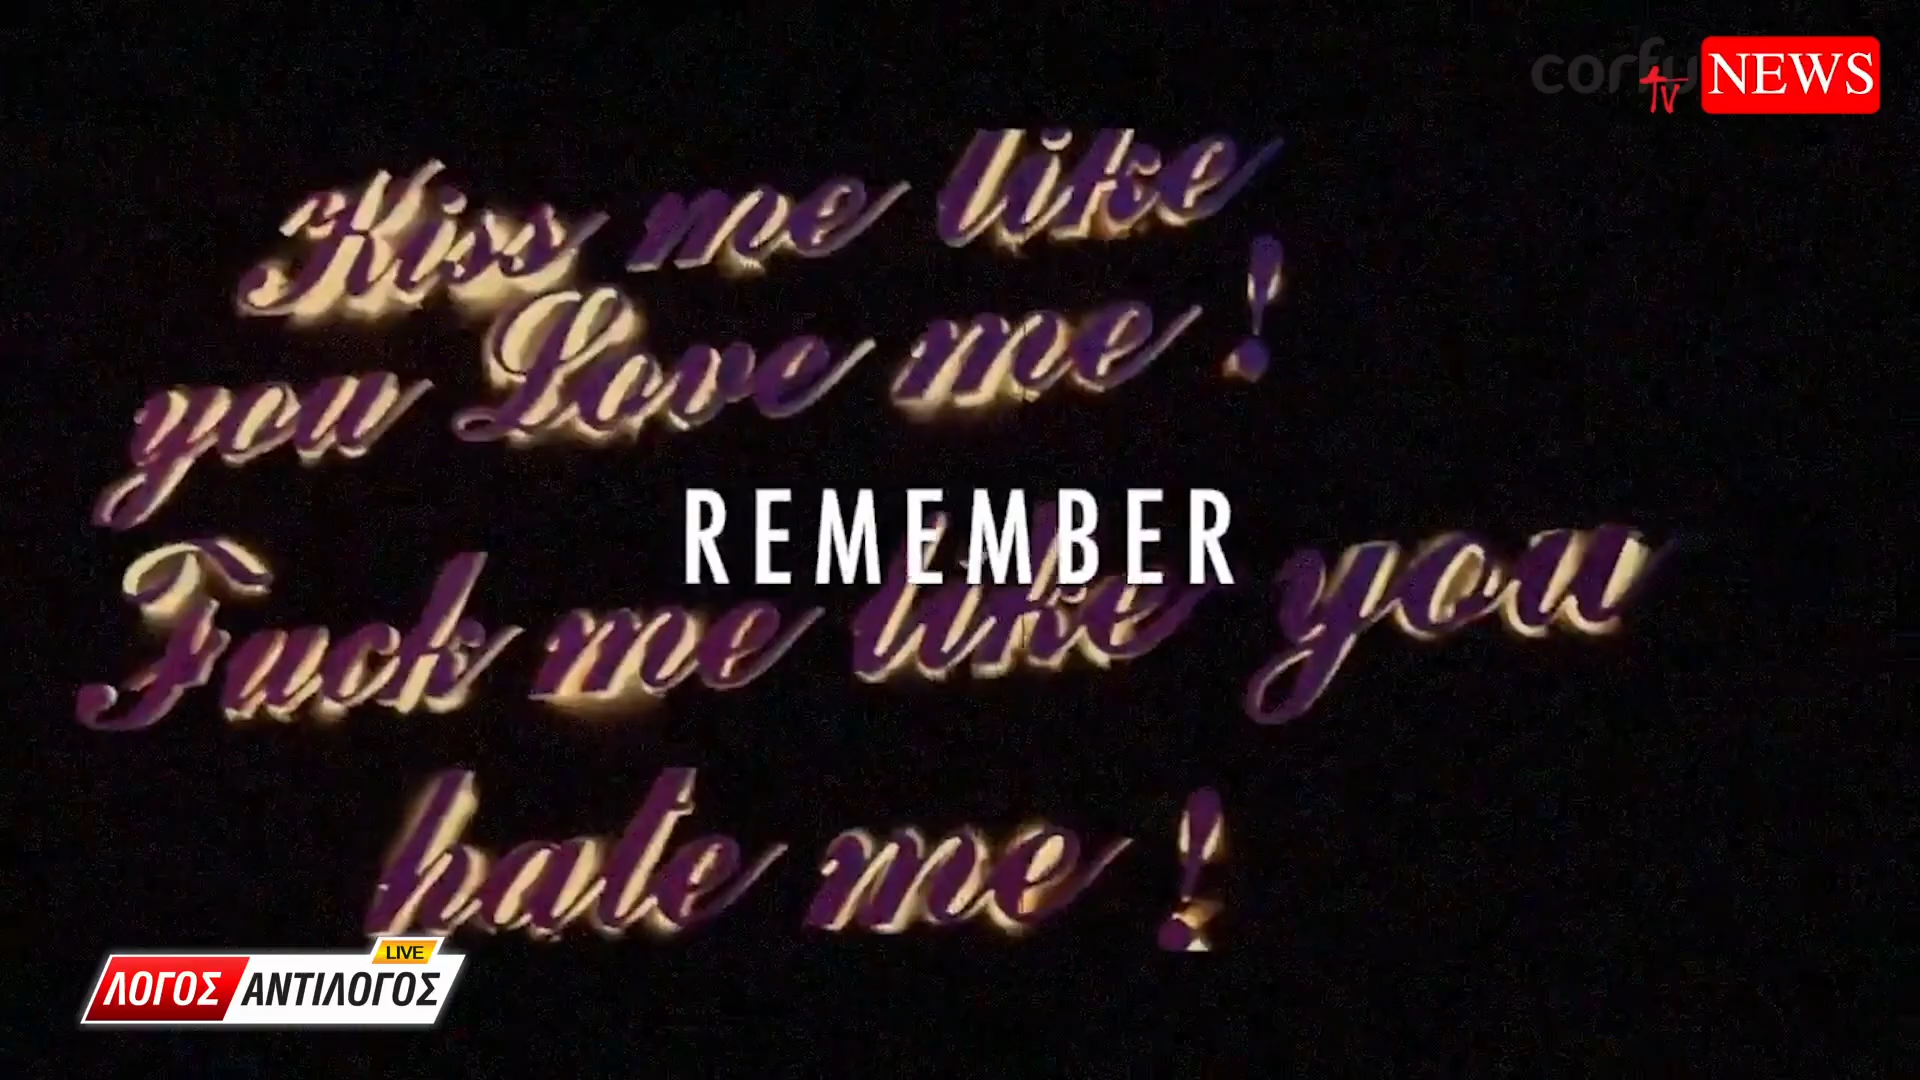 corfu tv NEWS
Kiss me like
you Love me !
REMEMBER
Fuck me like you
hate me !
LIVE
ΛΟΓΟΣ ΑΝΤΙΛΟΓΟΣ